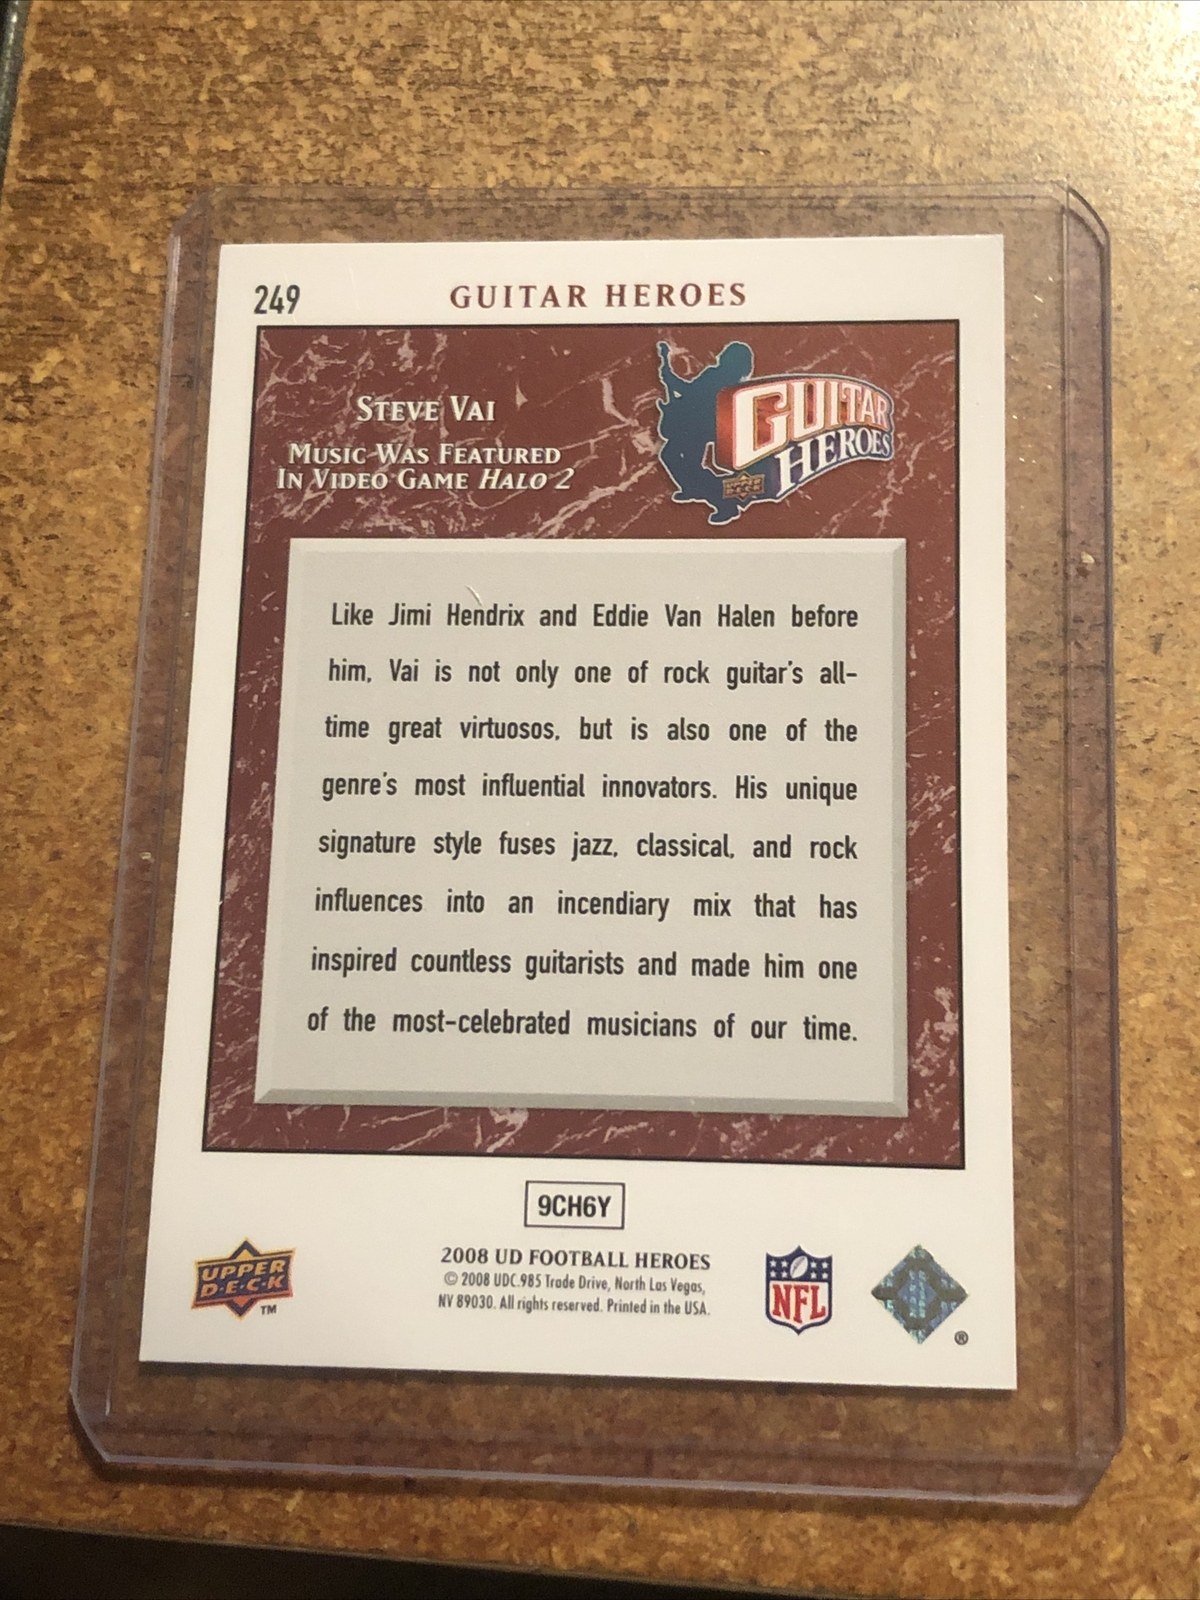 249
GUITAR HEROES
STEVE VAI
MUSIC WAS FEATURED
IN VIDEO GAME HALO 2
GUITAR
HEROES
UPPER
DECK
Like Jimi Hendrix and Eddie Van Halen before
him, Vai is not only one of rock guitar's all-
time great virtuosos, but is also one of the
genre's most influential innovators. His unique
signature style fuses jazz, classical, and rock
influences into an incendiary mix that has
inspired countless guitarists and made him one
of the most-celebrated musicians of our time.
9CH6Y
UPPER
D·E·C·K
TM
2008 UD FOOTBALL HEROES
© 2008 UDC.985 Trade Drive, North Las Vegas,
NV 89030. All rights reserved. Printed in the USA.
NFL
®